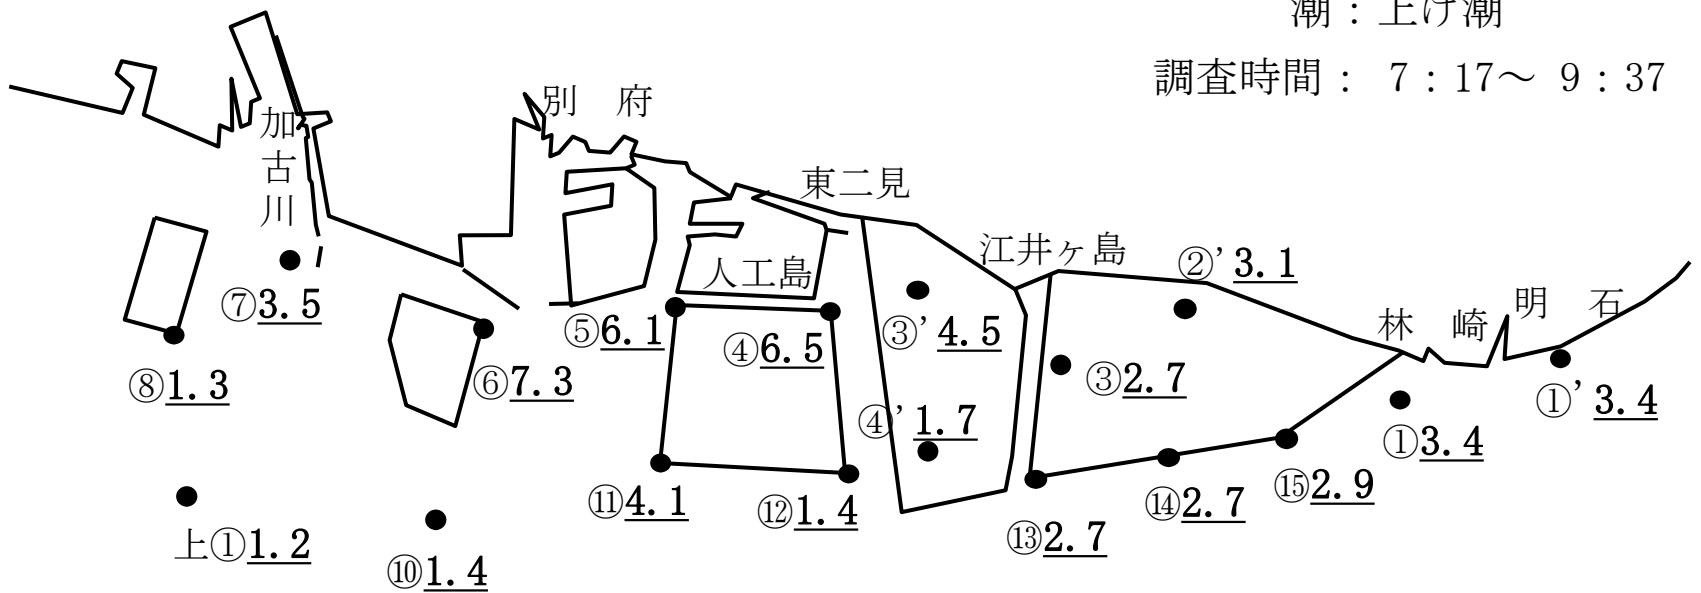 潮：上げ潮
調査時間： 7：17～ 9：37
別 府
加古川
東二見
江井ヶ島
②' 3.1
人工島
⑦3.5
明 石
林 崎
⑤6.1
④6.5
③' 4.5
⑧1.3
⑥7.3
③2.7
①' 3.4
④' 1.7
①3.4
⑪4.1
⑫1.4
⑭2.7
⑮2.9
上①1.2
⑬2.7
⑩1.4